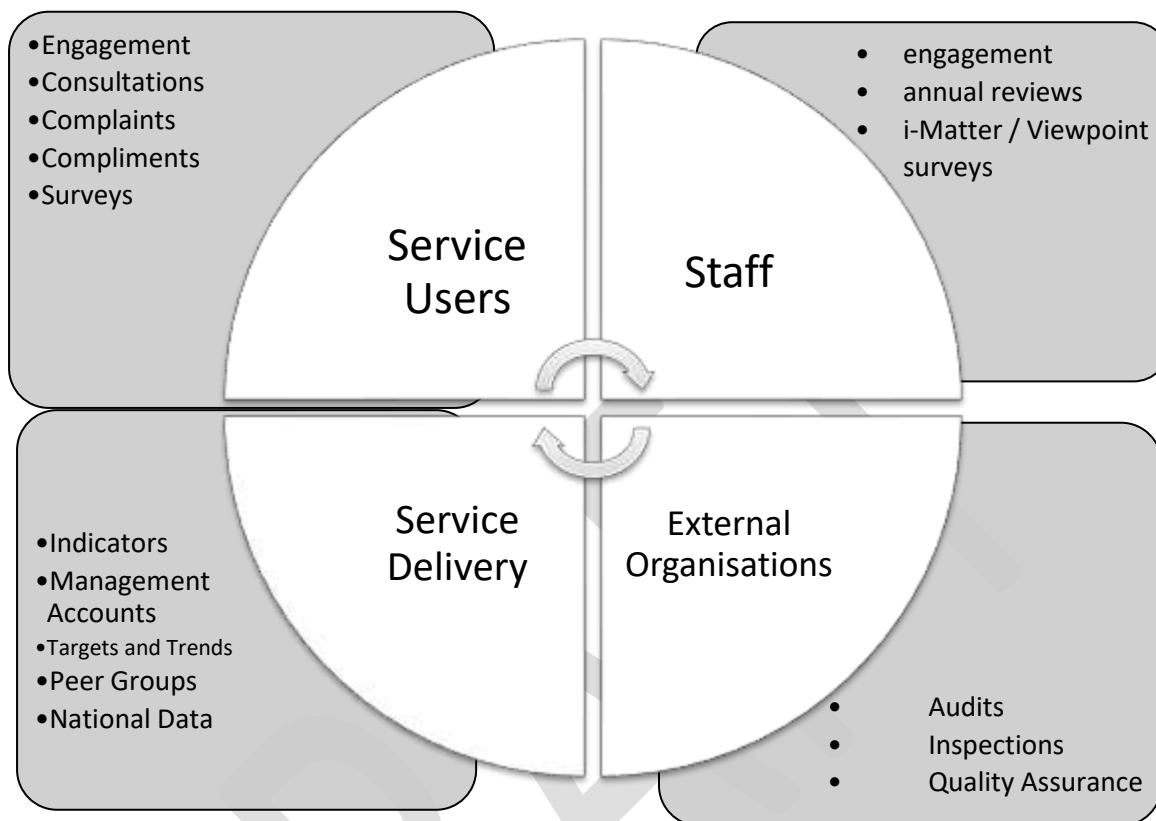 •Engagement
•Consultations
•Complaints
•Compliments
•Surveys
• engagement
• annual reviews
• i-Matter / Viewpoint
surveys
Service
Users
Staff
Service
Delivery
External
Organisations
•Indicators
•Management
Accounts
•Targets and Trends
•Peer Groups
•National Data
• Audits
• Inspections
• Quality Assurance